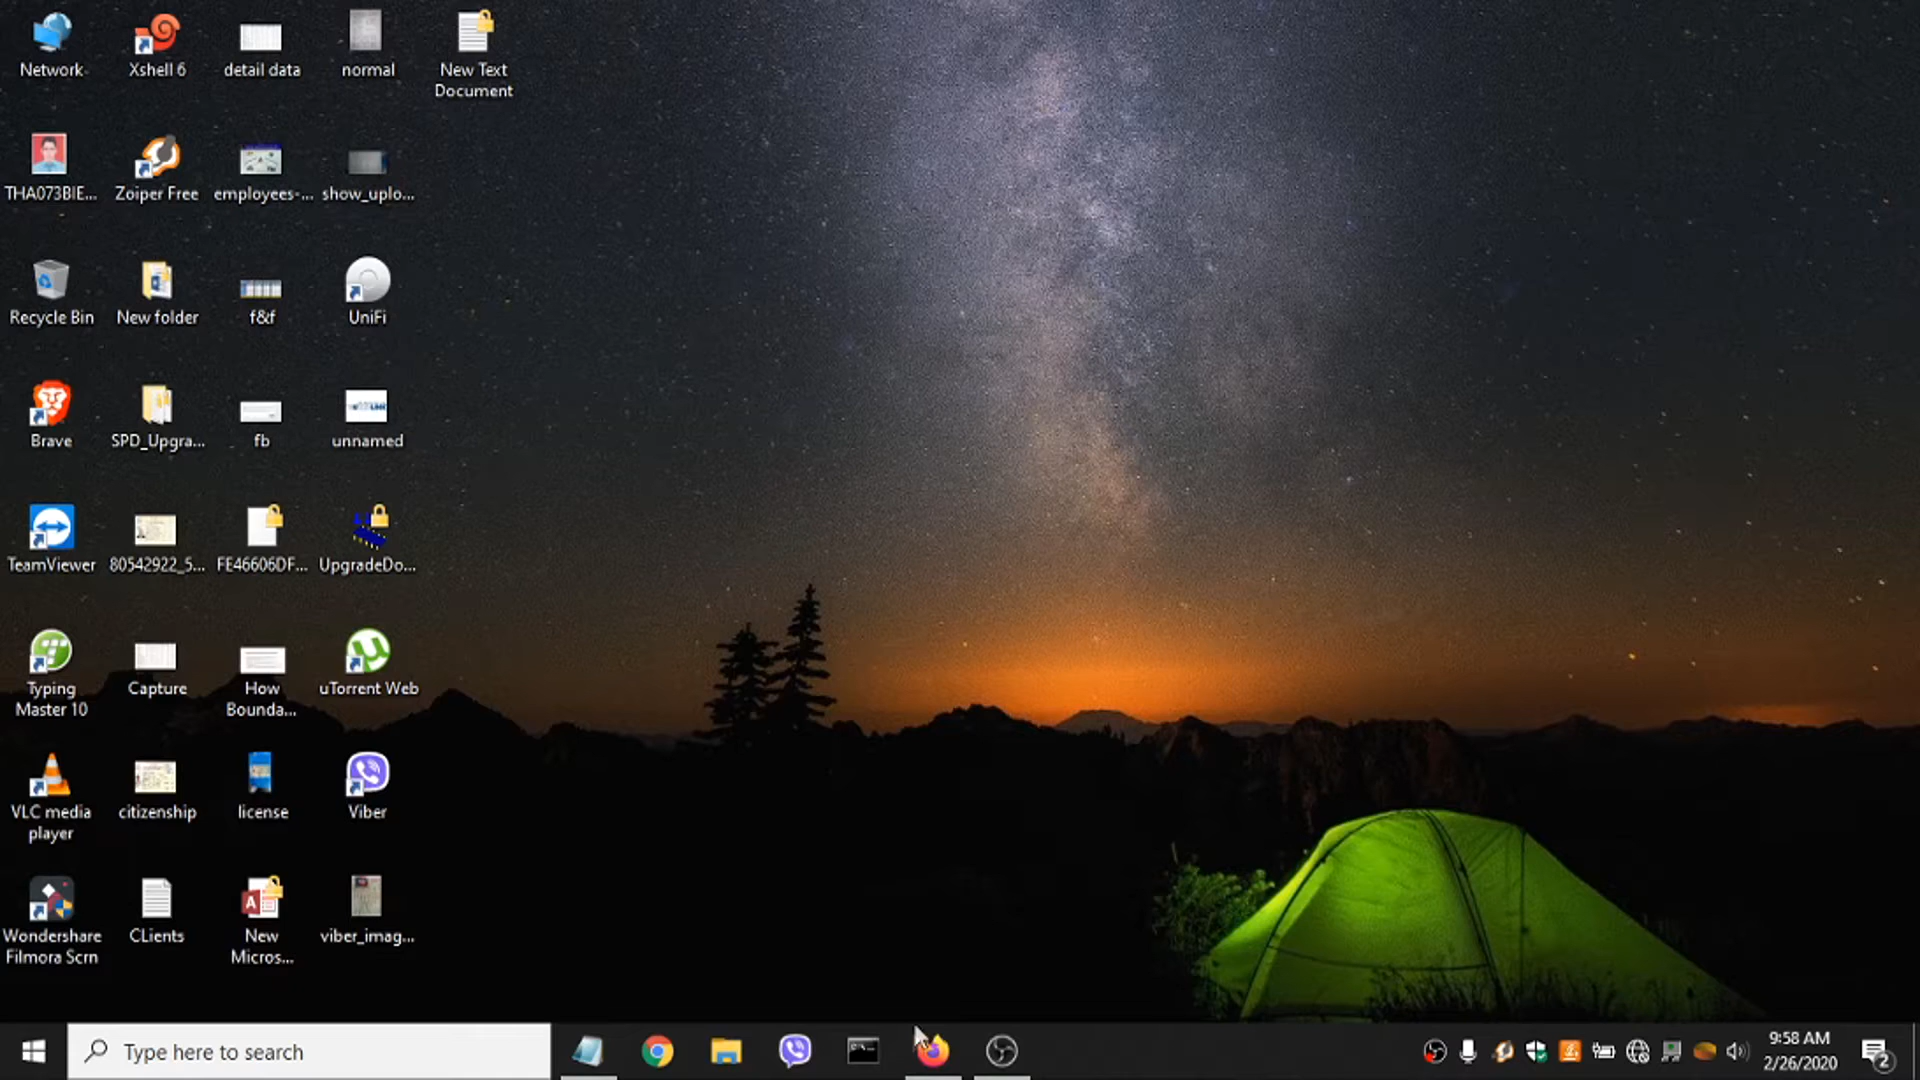 Network
Xshell 6
detail data
normal
New Text
Document
THA073BIE...
Zoiper Free
employees-...
show_uplo...
Recycle Bin
New folder
f&f
UniFi
Brave
SPD_Upgra...
fb
unnamed
TeamViewer
80542922_5...
FE46606DF...
UpgradeDo...
Typing
Master 10
Capture
How
Bounda...
uTorrent Web
VLC media
player
citizenship
license
Viber
Wondershare
Filmora Scrn
CLients
New
Micros...
viber_imag...
Type here to search
9:58 AM
2/26/2020
2